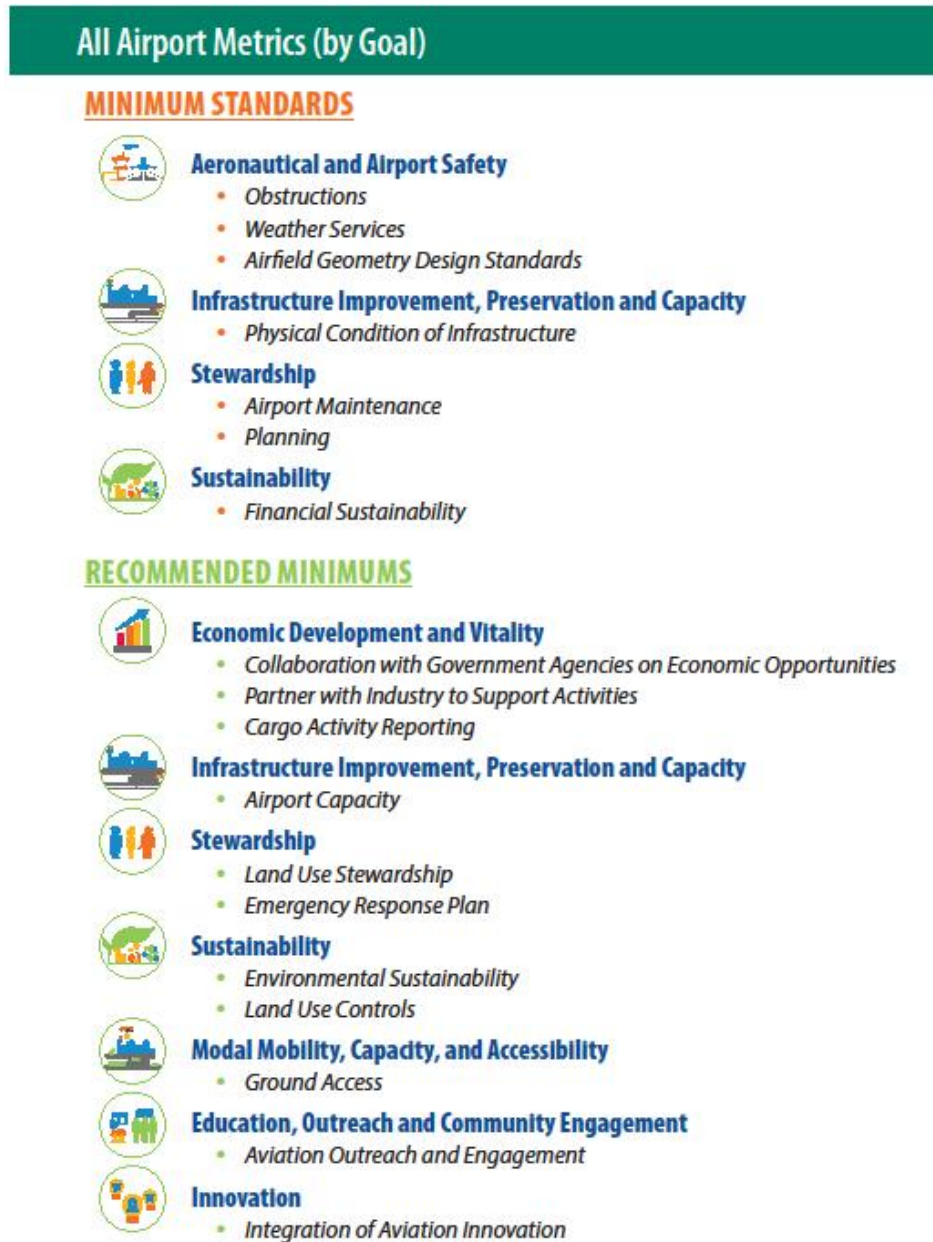 All Airport Metrics (by Goal)
MINIMUM STANDARDS
Aeronautical and Airport Safety
• Obstructions
• Weather Services
• Airfield Geometry Design Standards
Infrastructure Improvement, Preservation and Capacity
• Physical Condition of Infrastructure
Stewardship
• Airport Maintenance
• Planning
Sustainability
• Financial Sustainability
RECOMMENDED MINIMUMS
Economic Development and Vitality
• Collaboration with Government Agencies on Economic Opportunities
• Partner with Industry to Support Activities
• Cargo Activity Reporting
Infrastructure Improvement, Preservation and Capacity
• Airport Capacity
Stewardship
• Land Use Stewardship
• Emergency Response Plan
Sustainability
• Environmental Sustainability
• Land Use Controls
Modal Mobility, Capacity, and Accessibility
• Ground Access
Education, Outreach and Community Engagement
• Aviation Outreach and Engagement
Innovation
• Integration of Aviation Innovation